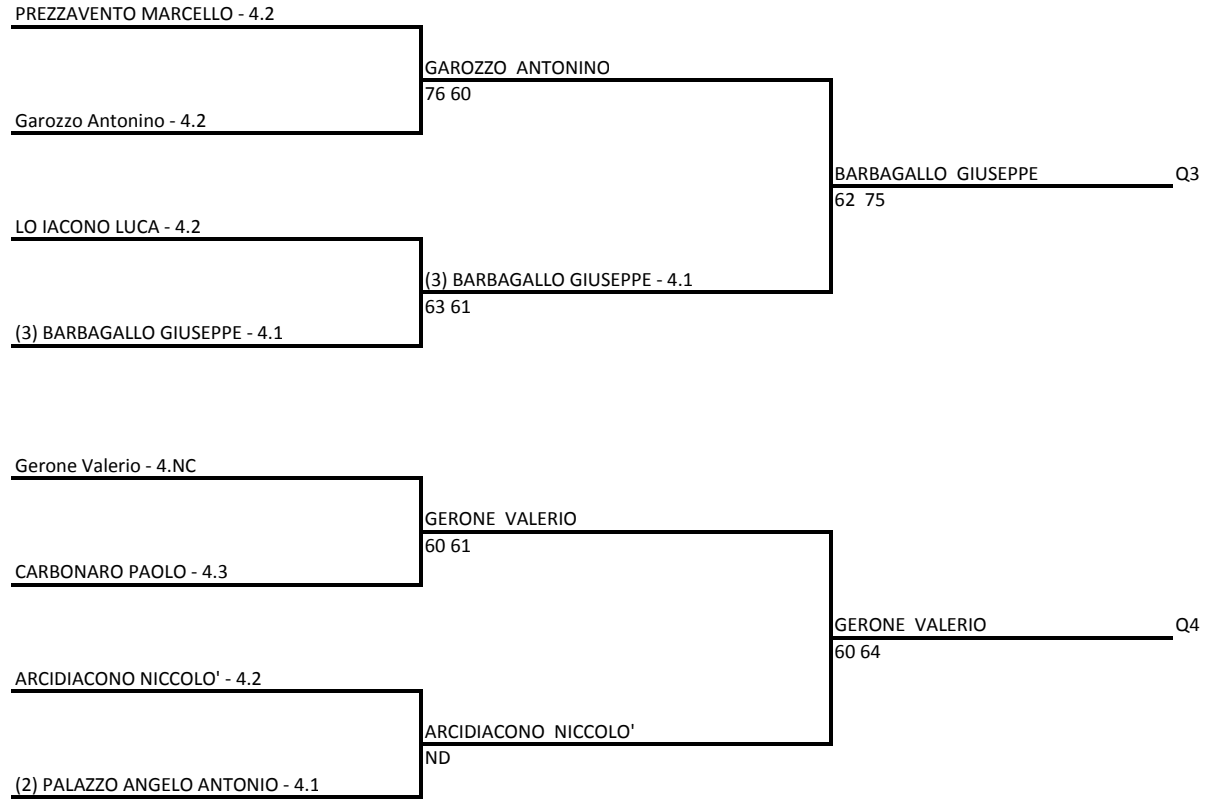 PREZZAVENTO MARCELLO - 4.2
GAROZZO  ANTONINO
76 60
Garozzo Antonino - 4.2
BARBAGALLO  GIUSEPPE Q3
62  75
LO IACONO LUCA - 4.2
(3) BARBAGALLO GIUSEPPE - 4.1
63 61
(3) BARBAGALLO GIUSEPPE - 4.1
Gerone Valerio - 4.NC
GERONE  VALERIO
60 61
CARBONARO PAOLO - 4.3
GERONE  VALERIO Q4
60 64
ARCIDIACONO NICCOLO' - 4.2
ARCIDIACONO  NICCOLO'
ND
(2) PALAZZO ANGELO ANTONIO - 4.1